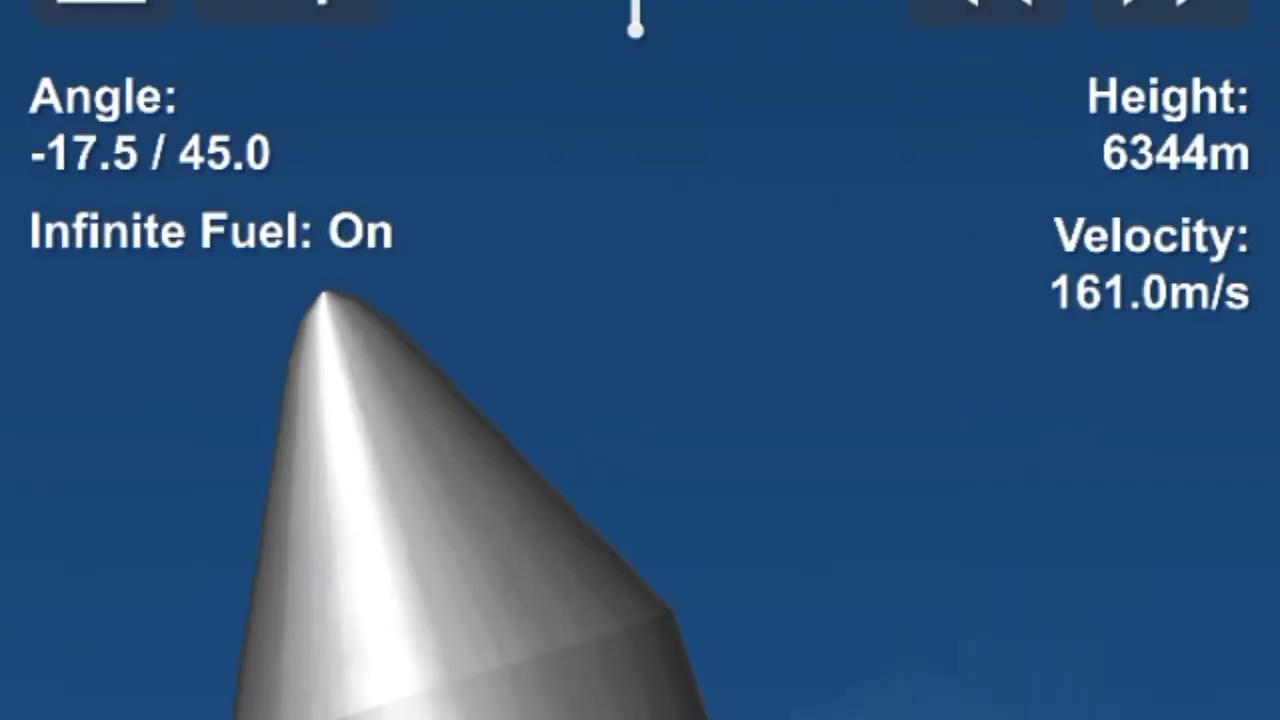 Angle:
-17.5 / 45.0
Infinite Fuel: On
Height:
6344m
Velocity:
161.0m/s